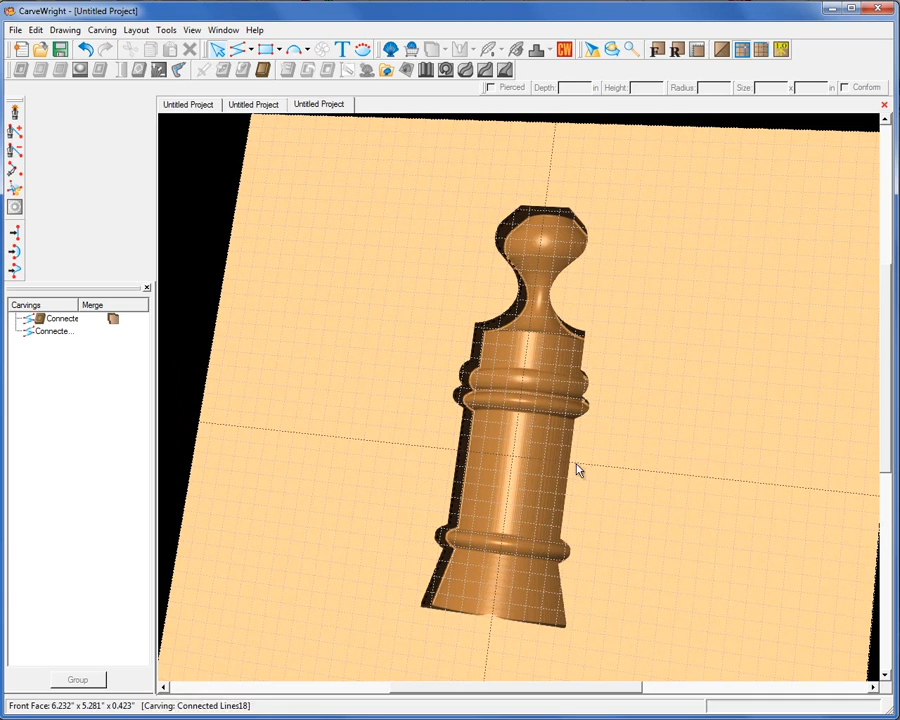 CarveWright - [Untitled Project]
File Edit Drawing Carving Layout Tools View Window Help
T CW F R
Pierced Depth: in Height: Radius: Size: x in Conform
Untitled Project Untitled Project Untitled Project
Carvings Merge
Connecte
Connecte...
Group
Front Face: 6.232" x 5.281" x 0.423" [Carving: Connected Lines18]